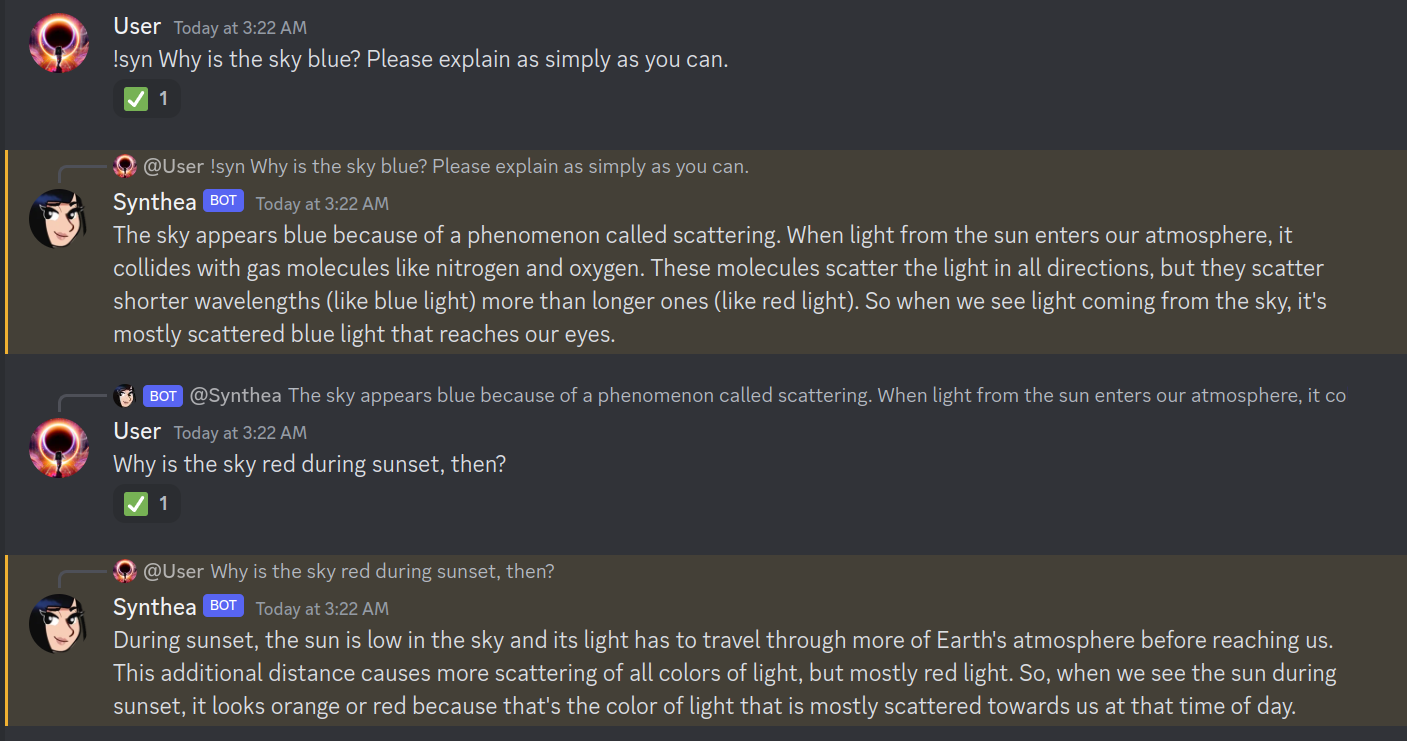 User Today at 3:22 AM
!syn Why is the sky blue? Please explain as simply as you can.
1
@User !syn Why is the sky blue? Please explain as simply as you can.
Synthea BOT Today at 3:22 AM
The sky appears blue because of a phenomenon called scattering. When light from the sun enters our atmosphere, it
collides with gas molecules like nitrogen and oxygen. These molecules scatter the light in all directions, but they scatter
shorter wavelengths (like blue light) more than longer ones (like red light). So when we see light coming from the sky, it's
mostly scattered blue light that reaches our eyes.
BOT @Synthea The sky appears blue because of a phenomenon called scattering. When light from the sun enters our atmosphere, it co
User Today at 3:22 AM
Why is the sky red during sunset, then?
1
@User Why is the sky red during sunset, then?
Synthea BOT Today at 3:22 AM
During sunset, the sun is low in the sky and its light has to travel through more of Earth's atmosphere before reaching us.
This additional distance causes more scattering of all colors of light, but mostly red light. So, when we see the sun during
sunset, it looks orange or red because that's the color of light that is mostly scattered towards us at that time of day.